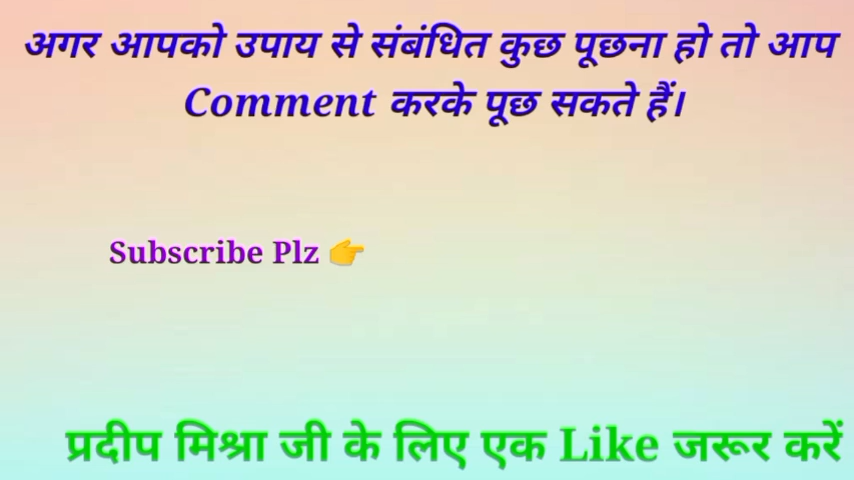 अगर आपको उपाय से संबंधित कुछ पूछना हो तो आप
Comment करके पूछ सकते हैं।
Subscribe Plz 👉
प्रदीप मिश्रा जी के लिए एक Like जरूर करें